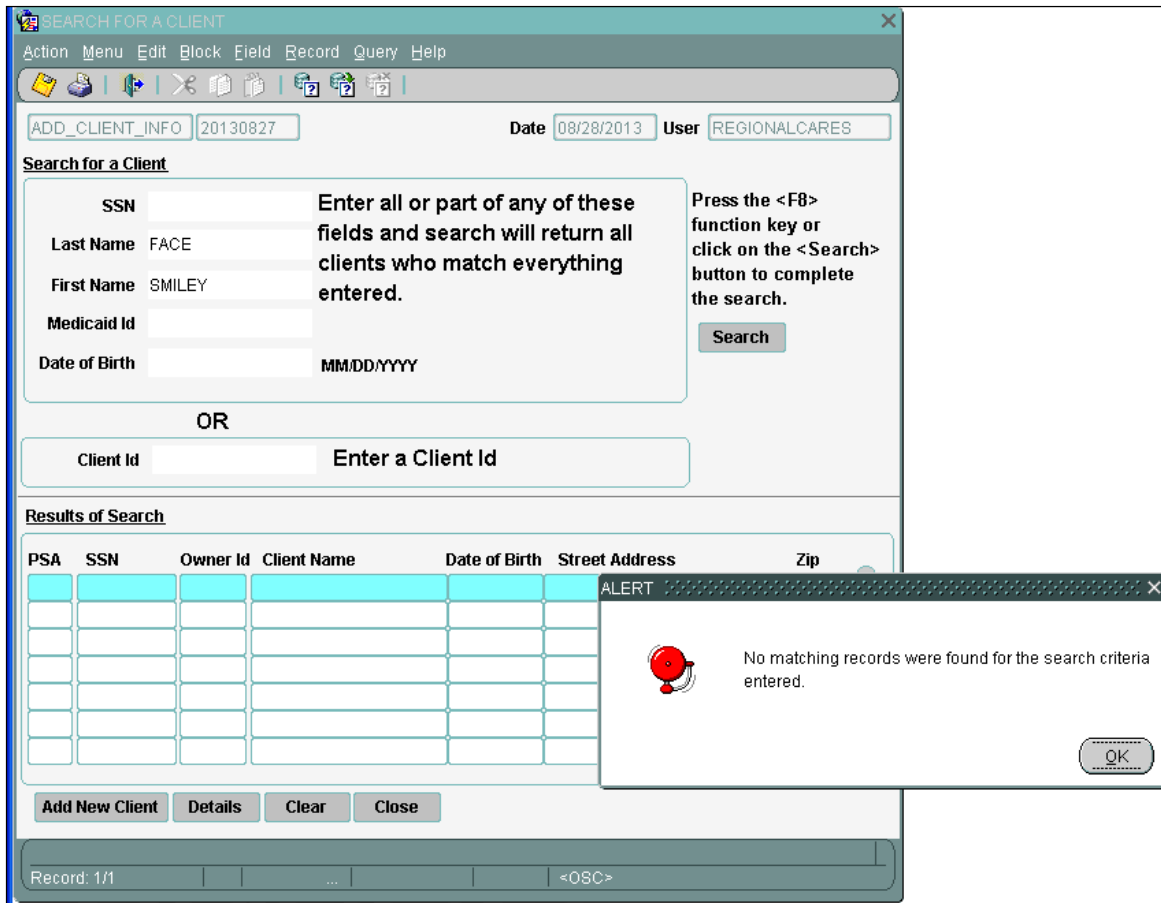 SEARCH FOR A CLIENT
Action Menu Edit Block Field Record Query Help
ADD_CLIENT_INFO 20130827 Date 08/28/2013 User REGIONALCARES
Search for a Client
SSN
Last Name FACE
First Name SMILEY
Medicaid Id
Date of Birth MM/DD/YYYY
Enter all or part of any of these
fields and search will return all
clients who match everything
entered.
Press the <F8>
function key or
click on the <Search>
button to complete
the search.
Search
OR
Client Id Enter a Client Id
Results of Search
PSA SSN Owner Id Client Name Date of Birth Street Address Zip
ALERT
No matching records were found for the search criteria
entered.
OK
Add New Client Details Clear Close
Record: 1/1 ... <OSC>